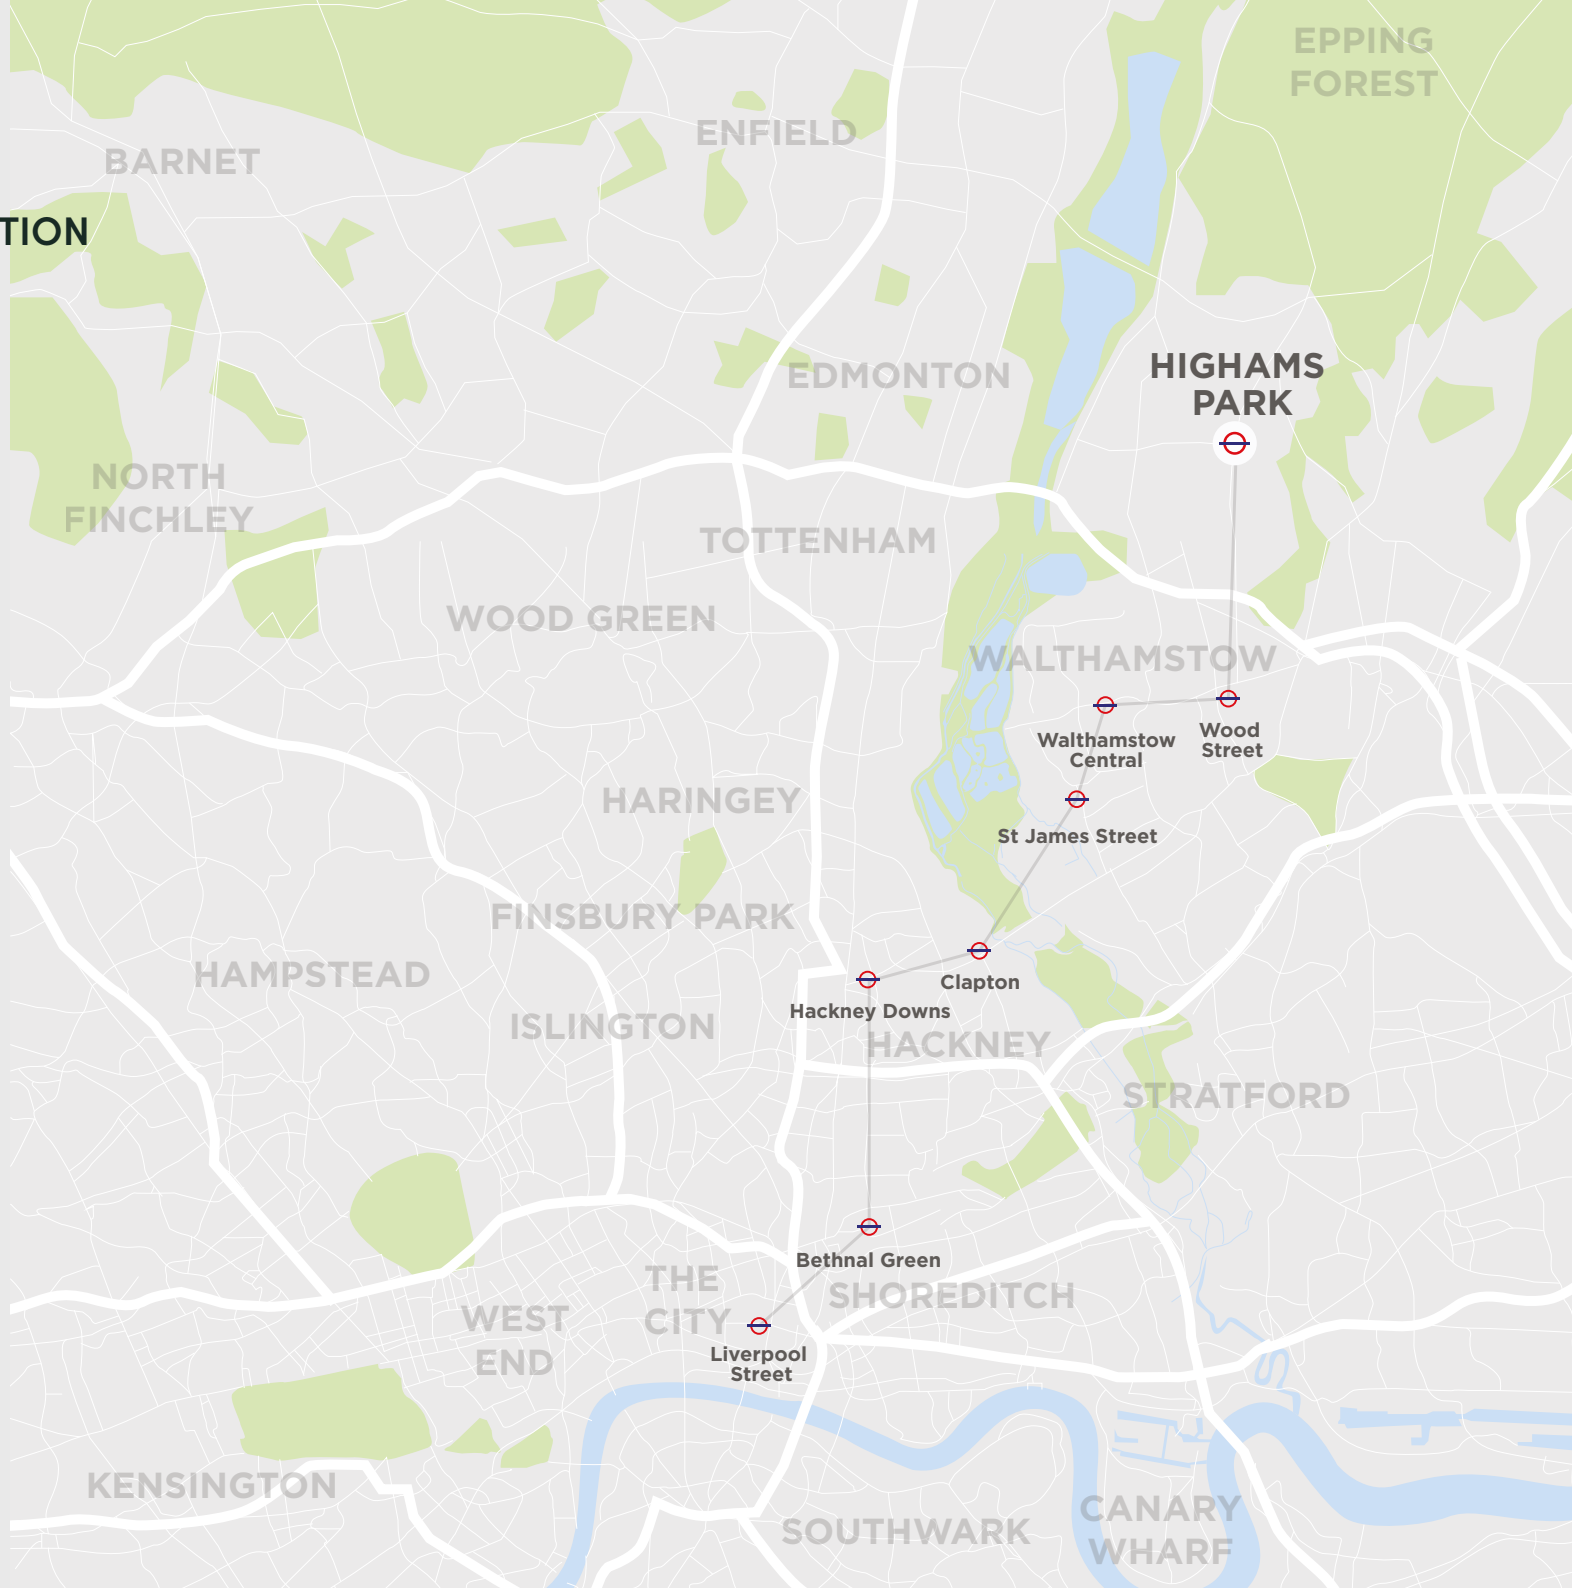 EPPING
FOREST
ENFIELD
BARNET
TION
HIGHAMS
PARK
EDMONTON
NORTH
FINCHLEY
TOTTENHAM
WOOD GREEN
WALTHAMSTOW
Walthamstow
Central
Wood
Street
HARINGEY
St James Street
FINSBURY PARK
HAMPSTEAD
Clapton
Hackney Downs
ISLINGTON
HACKNEY
STRATFORD
Bethnal Green
THE
CITY
SHOREDITCH
WEST
END
Liverpool
Street
KENSINGTON
CANARY
WHARF
SOUTHWARK